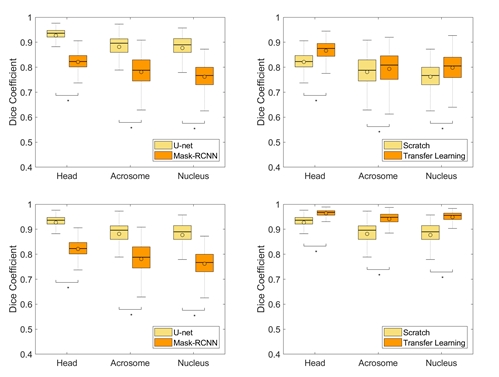 Dice Coefficient
1
0.9
0.8
0.7
0.6
0.5
0.4
Head
Acrosome
Nucleus
U-net
Mask-RCNN
Dice Coefficient
1
0.9
0.8
0.7
0.6
0.5
0.4
Head
Acrosome
Nucleus
Scratch
Transfer Learning
Dice Coefficient
1
0.9
0.8
0.7
0.6
0.5
0.4
Head
Acrosome
Nucleus
U-net
Mask-RCNN
Dice Coefficient
1
0.9
0.8
0.7
0.6
0.5
0.4
Head
Acrosome
Nucleus
Scratch
Transfer Learning